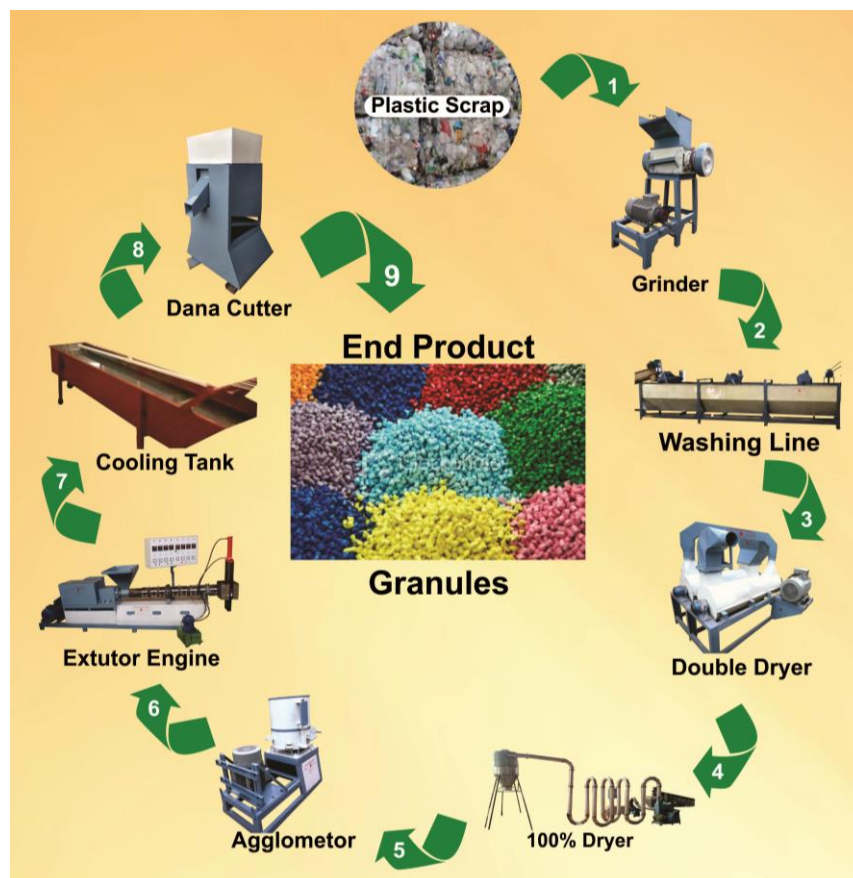 Plastic Scrap
1
Grinder
2
Washing Line
3
Double Dryer
4
100% Dryer
5
Agglometor
6
Extutor Engine
7
Cooling Tank
8
Dana Cutter
9
End Product
Granules